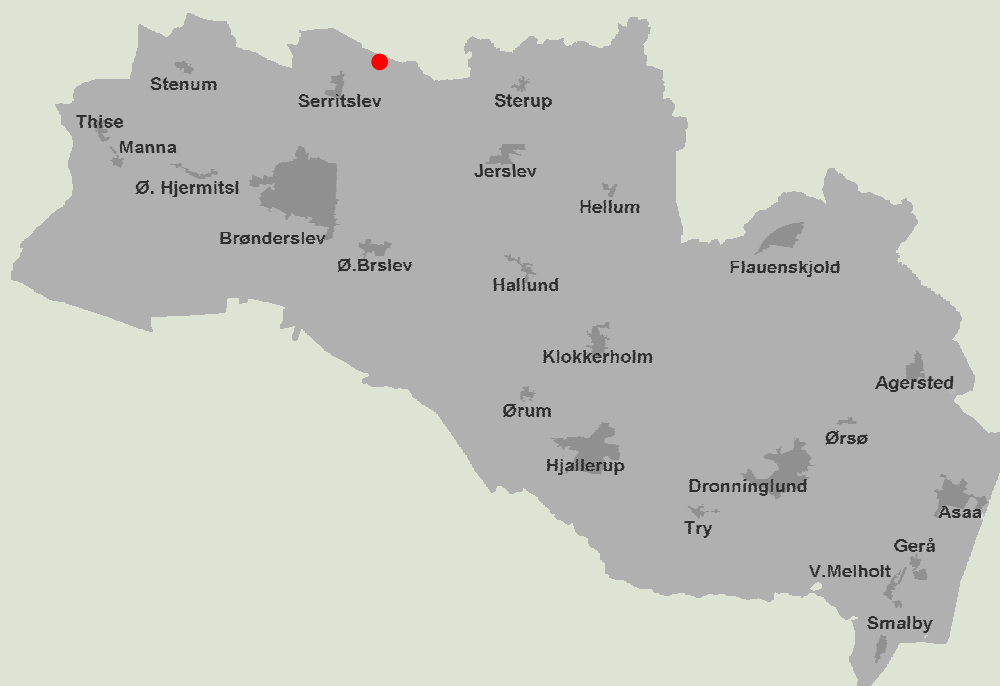 Stenum
Serritslev
Sterup
Thise
Manna
Jerslev
Ø. Hjermitsl
Hellum
Brønderslev
Ø.Brslev
Flauenskjold
Hallund
Klokkerholm
Agersted
Ørum
Ørsø
Hjallerup
Dronninglund
Asaa
Try
Gerå
V.Melholt
Smalby